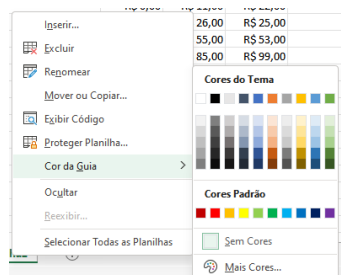 26,00 R$ 25,00
55,00 R$ 53,00
85,00 R$ 99,00
Inserir...
Excluir
Renomear
Mover ou Copiar...
Exibir Código
Proteger Planilha...
Cor da Guia
Ocultar
Reexibir...
Selecionar Todas as Planilhas
Cores do Tema
Cores Padrão
Sem Cores
Mais Cores...